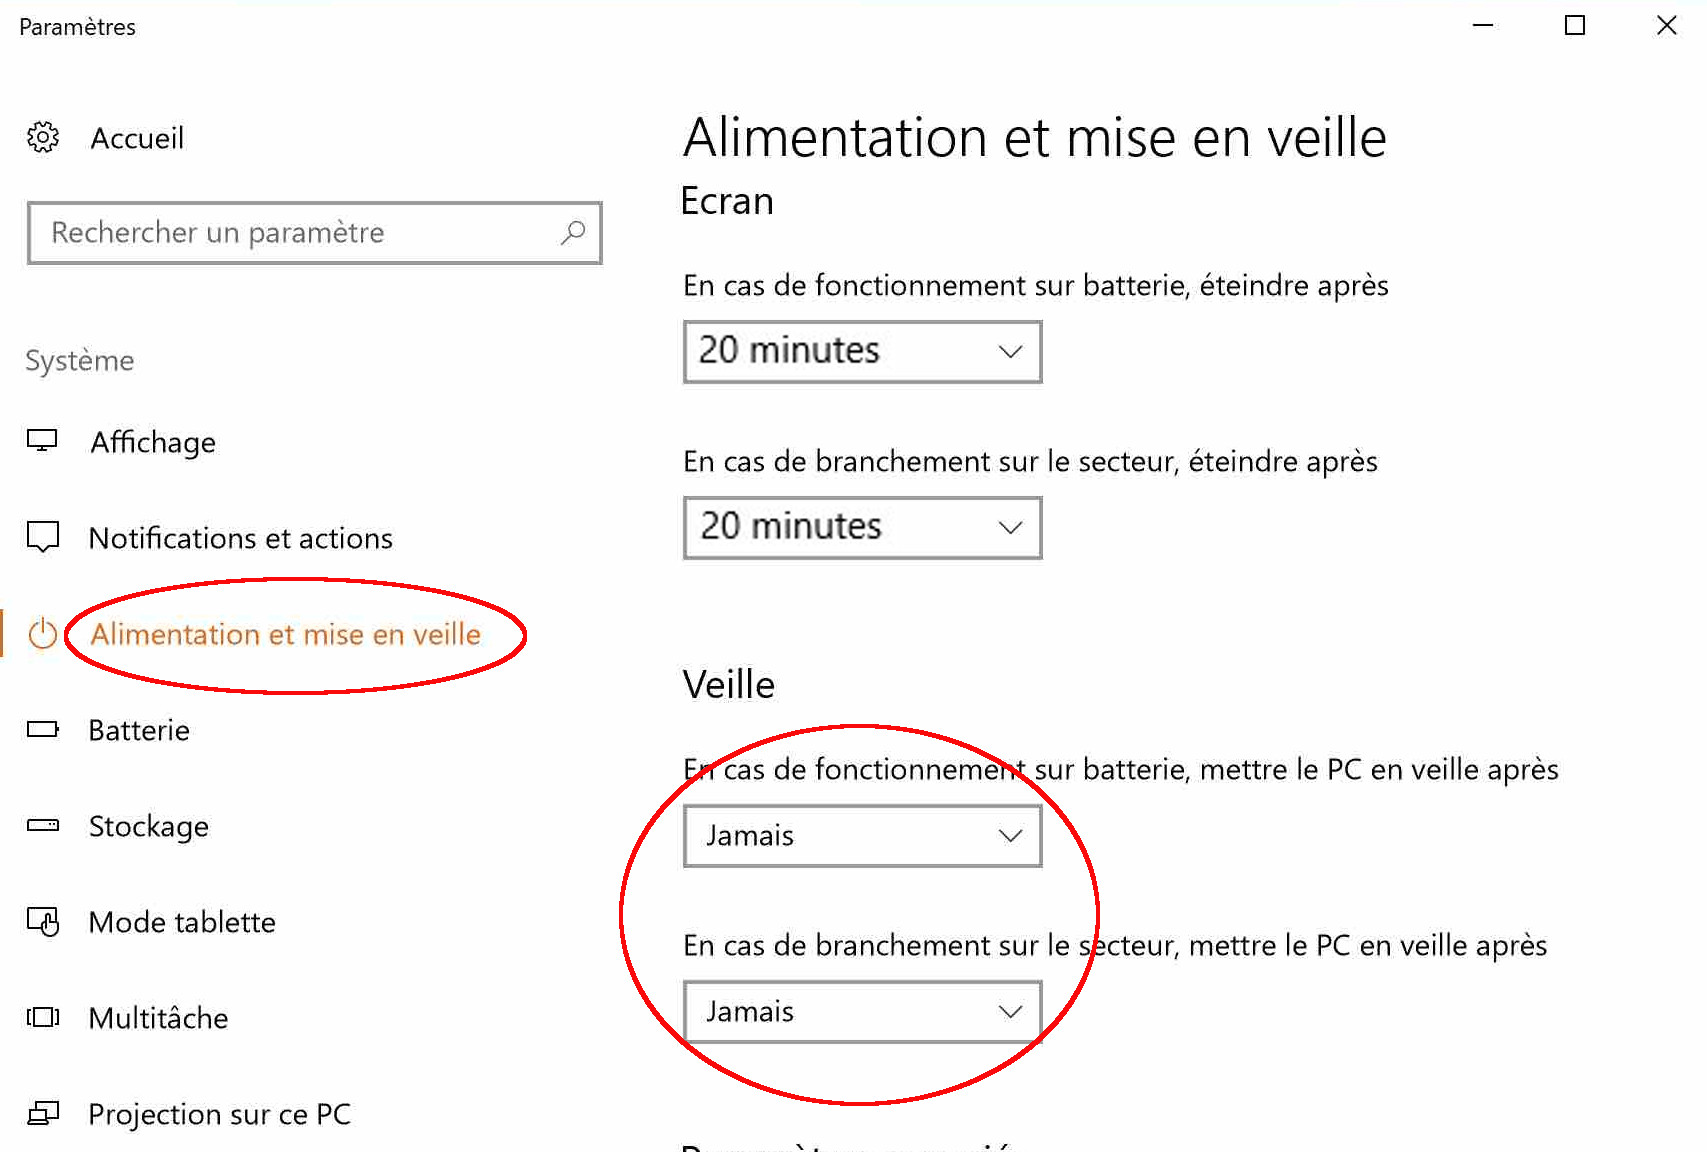 Paramètres
Accueil
Rechercher un paramètre
Système
Affichage
Notifications et actions
Alimentation et mise en veille
Batterie
Stockage
Mode tablette
Multitâche
Projection sur ce PC
Alimentation et mise en veille
Ecran
En cas de fonctionnement sur batterie, éteindre après
20 minutes
En cas de branchement sur le secteur, éteindre après
20 minutes
Veille
En cas de fonctionnement sur batterie, mettre le PC en veille après
Jamais
En cas de branchement sur le secteur, mettre le PC en veille après
Jamais